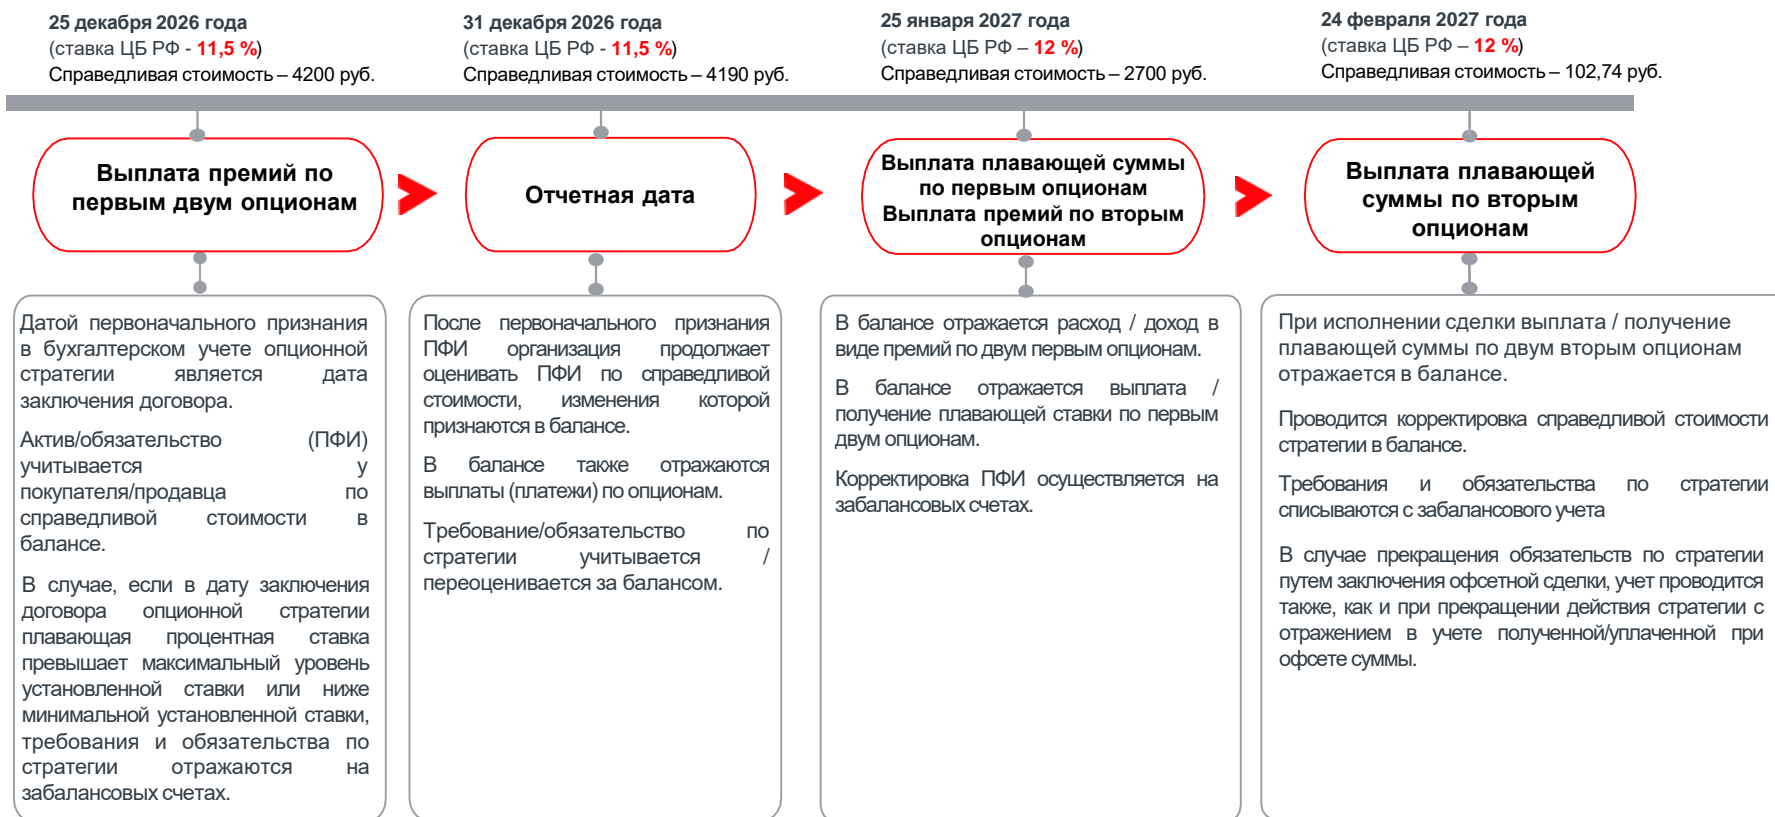 25 декабря 2026 года
(ставка ЦБ РФ - 11,5 %)
Справедливая стоимость – 4200 руб.
31 декабря 2026 года
(ставка ЦБ РФ - 11,5 %)
Справедливая стоимость – 4190 руб.
25 января 2027 года
(ставка ЦБ РФ – 12 %)
Справедливая стоимость – 2700 руб.
24 февраля 2027 года
(ставка ЦБ РФ – 12 %)
Справедливая стоимость – 102,74 руб.
Выплата премий по
первым двум опционам
Отчетная дата
Выплата плавающей суммы
по первым опционам
Выплата премий по вторым
опционам
Выплата плавающей
суммы по вторым
опционам
Датой первоначального признания
в бухгалтерском учете опционной
стратегии является дата
заключения договора.
Актив/обязательство (ПФИ)
учитывается у
покупателя/продавца по
справедливой стоимости в
балансе.
В случае, если в дату заключения
договора опционной стратегии
плавающая процентная ставка
превышает максимальный уровень
установленной ставки или ниже
минимальной установленной ставки,
требования и обязательства по
стратегии отражаются на
забалансовых счетах.
После первоначального признания
ПФИ организация продолжает
оценивать ПФИ по справедливой
стоимости, изменения которой
признаются в балансе.
В балансе также отражаются
выплаты (платежи) по опционам.
Требование/обязательство по
стратегии учитывается /
переоценивается за балансом.
В балансе отражается расход / доход в
виде премий по двум первым опционам.
В балансе отражается выплата /
получение плавающей ставки по первым
двум опционам.
Корректировка ПФИ осуществляется на
забалансовых счетах.
При исполнении сделки выплата / получение
плавающей суммы по двум вторым опционам
отражается в балансе.
Проводится корректировка справедливой стоимости
стратегии в балансе.
Требования и обязательства по стратегии
списываются с забалансового учета
В случае прекращения обязательств по стратегии
путем заключения офсетной сделки, учет проводится
также, как и при прекращении действия стратегии с
отражением в учете полученной/уплаченной при
офсете суммы.